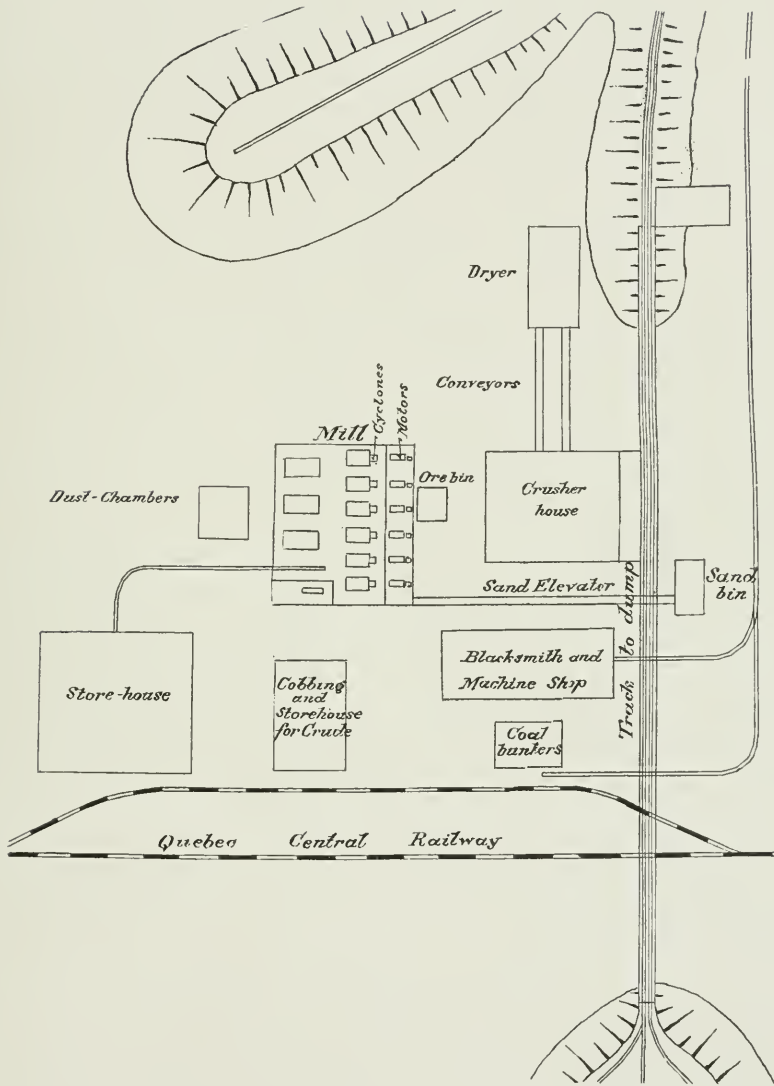 Dryer
Conveyors
Cyclones
Motors
Mill
Ore bin
Crusher
house
Dust-Chambers
Sand Elevater
Sand
bin
Track to dump
Blacksmith and
Machine Shop
Store-house
Cobbing
and
Storehouse
for Crude
Coal
bunkers
Quebec Central Railway